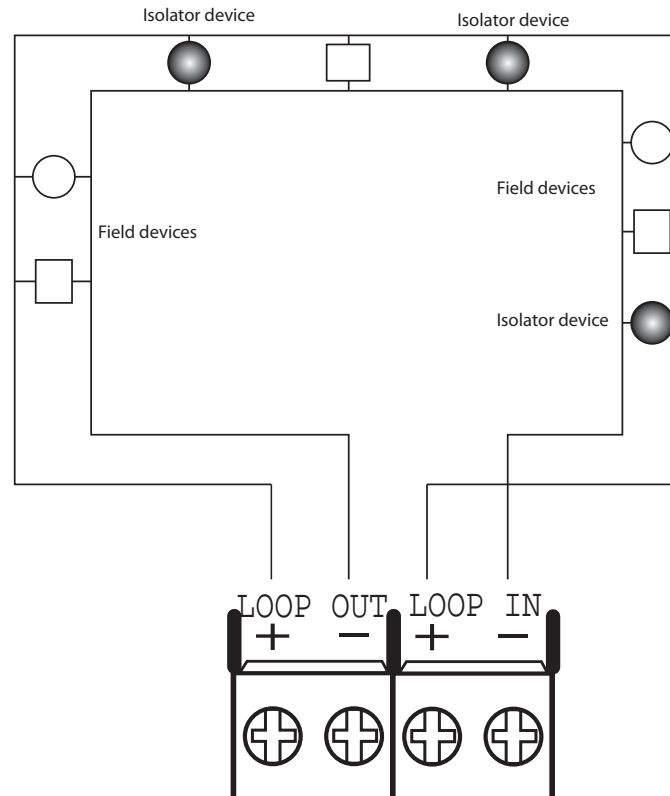 Isolator device
Isolator device
Field devices
Field devices
Isolator device
LOOP OUT LOOP IN
+ − + −